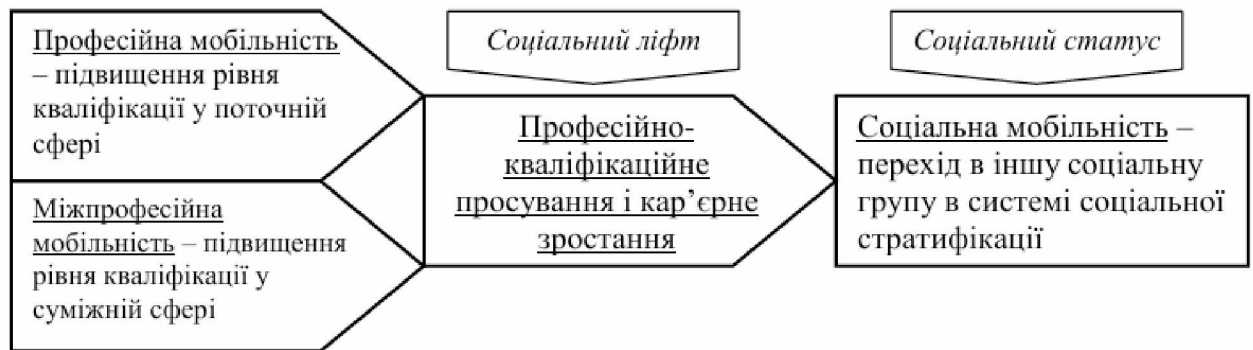 Професійна мобільність
– підвищення рівня
кваліфікації у поточній
сфері
Міжпрофесійна
мобільність – підвищення
рівня кваліфікації у
суміжній сфері
Соціальний ліфт
Професійно-
кваліфікаційне
просування і кар’єрне
зростання
Соціальний статус
Соціальна мобільність –
перехід в іншу соціальну
групу в системі соціальної
стратифікації